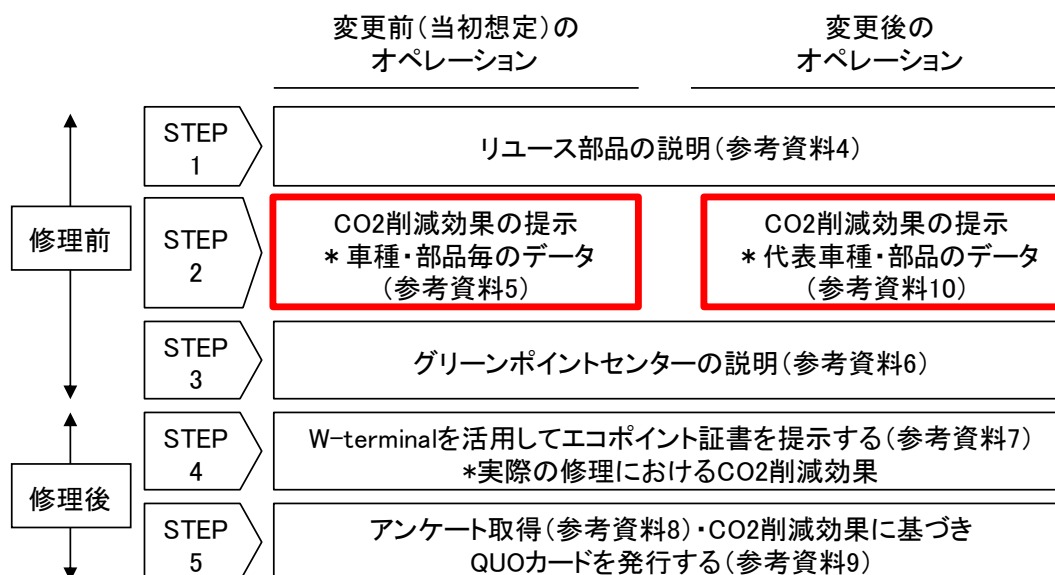 変更前(当初想定)の
オペレーション
変更後の
オペレーション
修理前
STEP
1
リユース部品の説明(参考資料4)
STEP
2
CO2削減効果の提示
*車種・部品毎のデータ
(参考資料5)
CO2削減効果の提示
*代表車種・部品のデータ
(参考資料10)
STEP
3
グリーンポイントセンターの説明(参考資料6)
修理後
STEP
4
W-terminalを活用してエコポイント証書を提示する(参考資料7)
*実際の修理におけるCO2削減効果
STEP
5
アンケート取得(参考資料8)・CO2削減効果に基づき
QUOカードを発行する(参考資料9)